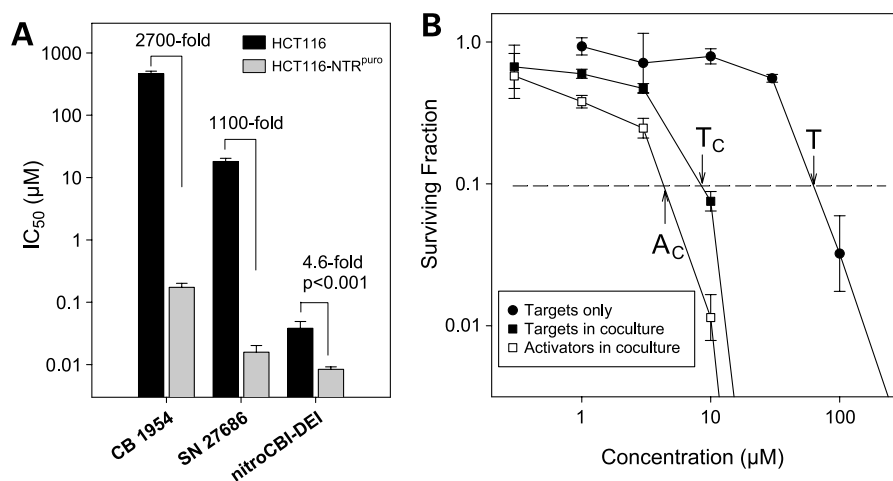 A
2700-fold
HCT116
HCT116-NTR^puro
1100-fold
4.6-fold
p<0.001
IC₅₀ (µM)
1000
100
10
1
0.1
0.01
CB 1954
SN 27686
nitroCBI-DEI
B
Surviving Fraction
1.0
0.1
0.01
T_C
T
A_C
Targets only
Targets in coculture
Activators in coculture
1
10
100
Concentration (µM)